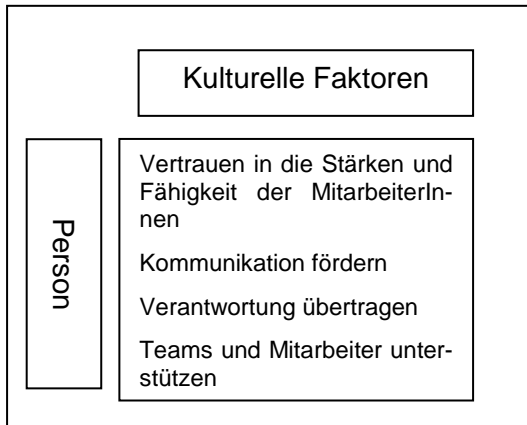 Kulturelle Faktoren
Person
Vertrauen in die Stärken und
Fähigkeit der MitarbeiterIn-
nen
Kommunikation fördern
Verantwortung übertragen
Teams und Mitarbeiter unter-
stützen